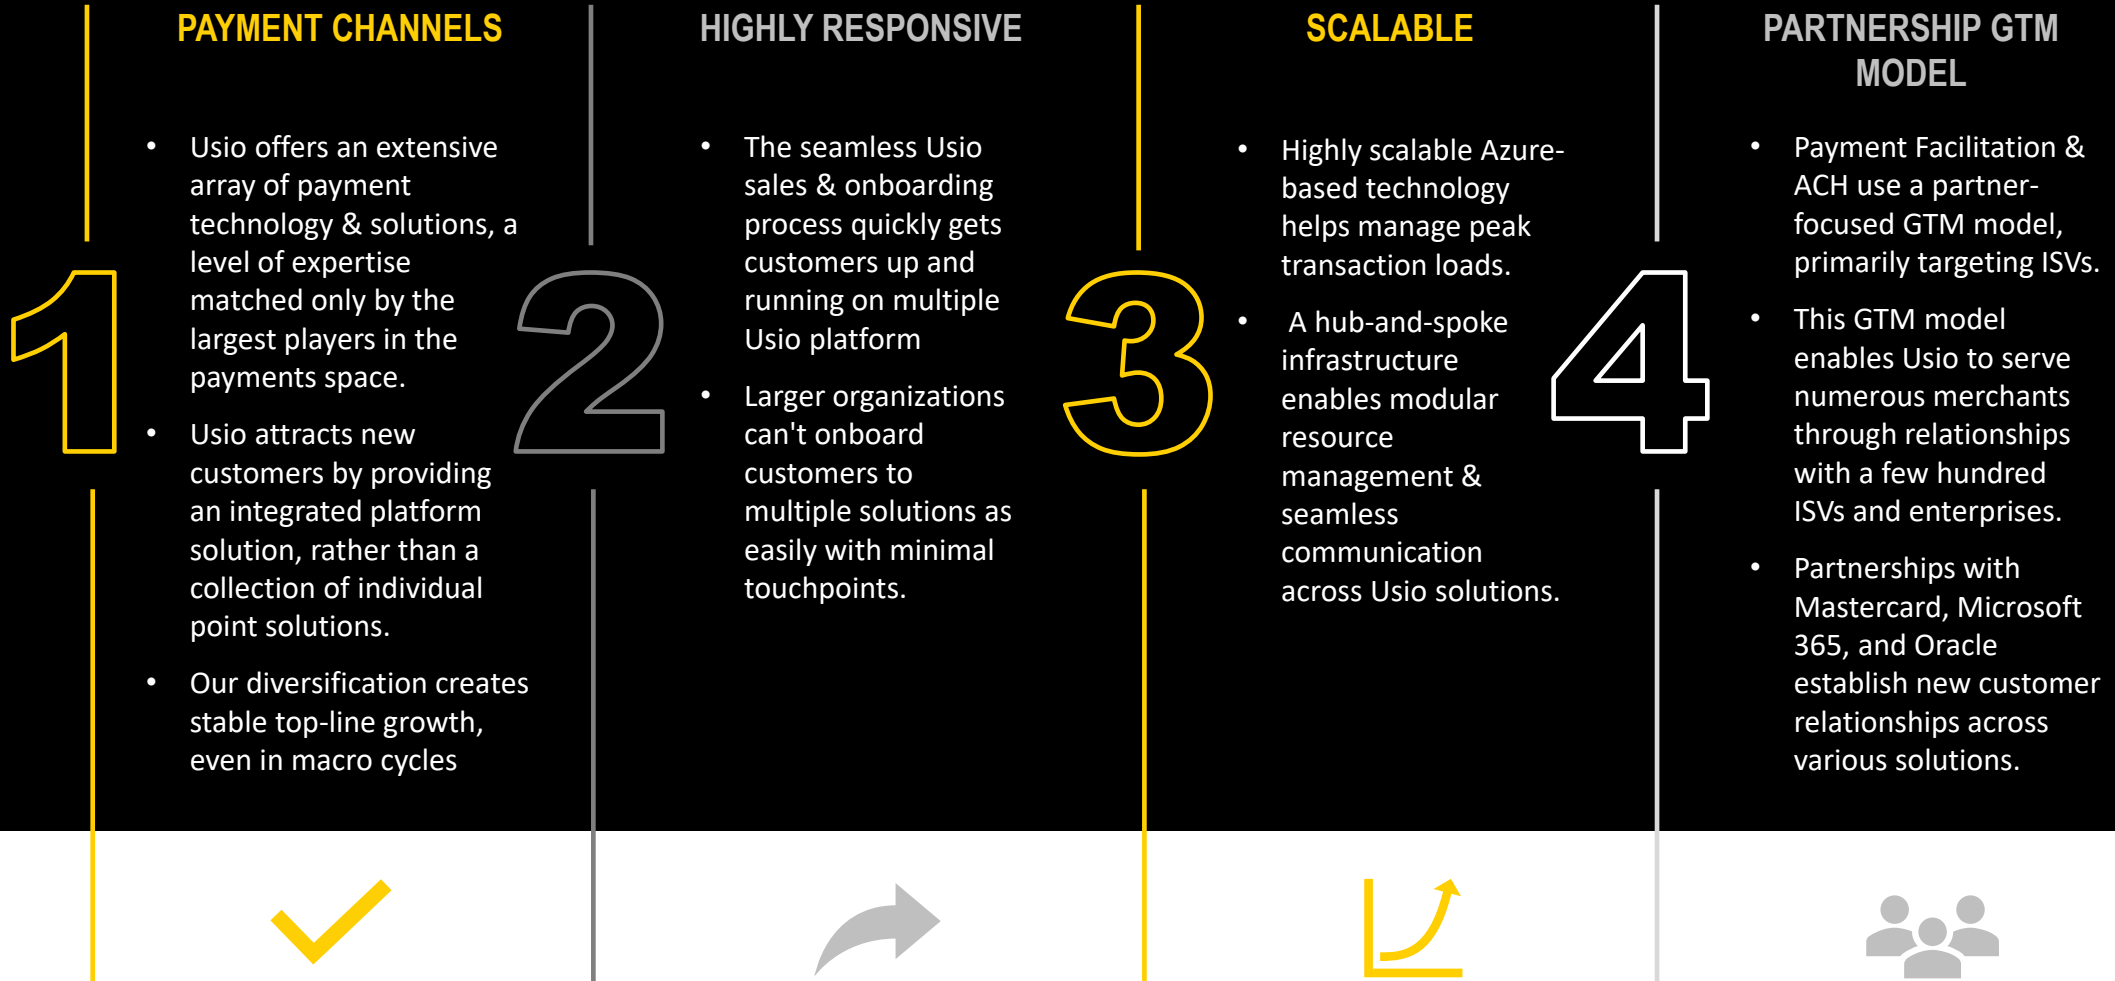 PAYMENT CHANNELS
1
• Usio offers an extensive
array of payment
technology & solutions, a
level of expertise
matched only by the
largest players in the
payments space.
• Usio attracts new
customers by providing
an integrated platform
solution, rather than a
collection of individual
point solutions.
• Our diversification creates
stable top-line growth,
even in macro cycles
HIGHLY RESPONSIVE
2
• The seamless Usio
sales & onboarding
process quickly gets
customers up and
running on multiple
Usio platform
• Larger organizations
can't onboard
customers to
multiple solutions as
easily with minimal
touchpoints.
SCALABLE
3
• Highly scalable Azure-
based technology
helps manage peak
transaction loads.
• A hub-and-spoke
infrastructure
enables modular
resource
management &
seamless
communication
across Usio solutions.
PARTNERSHIP GTM
MODEL
4
• Payment Facilitation &
ACH use a partner-
focused GTM model,
primarily targeting ISVs.
• This GTM model
enables Usio to serve
numerous merchants
through relationships
with a few hundred
ISVs and enterprises.
• Partnerships with
Mastercard, Microsoft
365, and Oracle
establish new customer
relationships across
various solutions.